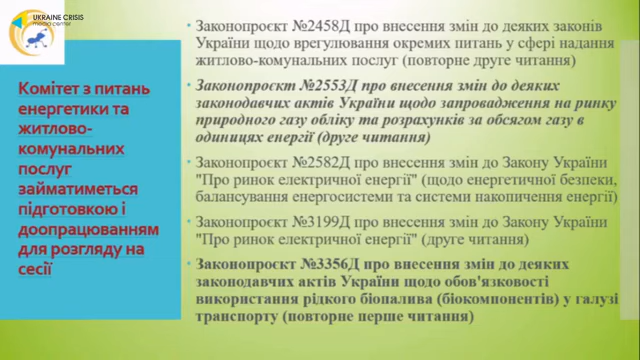 UKRAINE CRISIS
media center
Комітет з питань
енергетики та
житлово-
комунальних
послуг
займатиметься
підготовкою і
доопрацюванням
для розгляду на
сесії
Законопроєкт №2458Д про внесення змін до деяких законів
України щодо врегулювання окремих питань у сфері надання
житлово-комунальних послуг (повторне друге читання)
Законопроєкт №2553Д про внесення змін до деяких
законодавчих актів України щодо запровадження на ринку
природного газу обліку та розрахунків за обсягом газу в
одиницях енергії (друге читання)
Законопроєкт №2582Д про внесення змін до Закону України
"Про ринок електричної енергії" (щодо енергетичної безпеки,
балансування енергосистеми та системи накопичення енергії)
Законопроєкт №3199Д про внесення змін до Закону України
"Про ринок електричної енергії" (друге читання)
Законопроєкт №3356Д про внесення змін до деяких
законодавчих актів України щодо обов'язковості
використання рідкого біопалива (біокомпонентів) у галузі
транспорту (повторне перше читання)